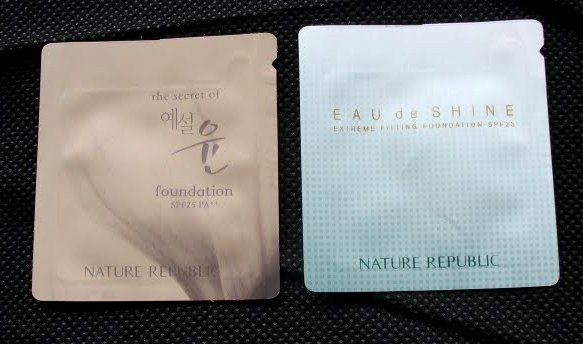 the secret of
예설
윤
foundation
SPF25 PA++
NATURE REPUBLIC
EAU de SHINE
EXTREME FITTING FOUNDATION SPF25
NATURE REPUBLIC